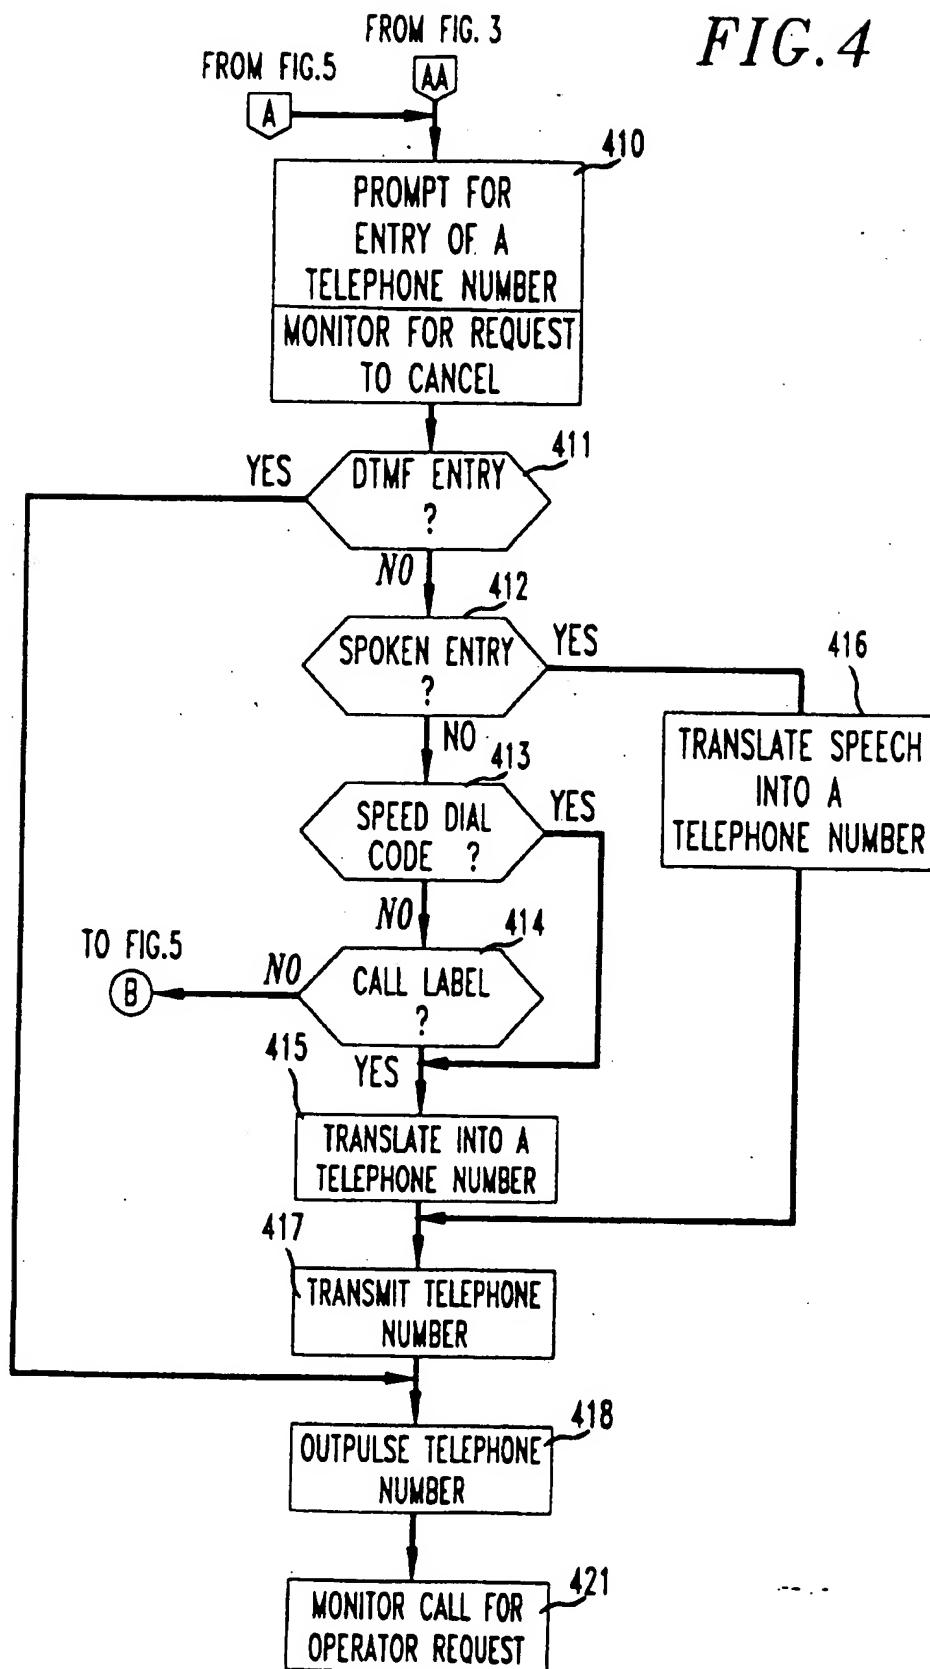 FROM FIG. 3
FIG. 4
FROM FIG.5
AA
A
410
PROMPT FOR
ENTRY OF A
TELEPHONE NUMBER
MONITOR FOR REQUEST
TO CANCEL
411
YES
DTMF ENTRY
?
NO
412
SPOKEN ENTRY
?
YES
416
NO
TRANSLATE SPEECH
INTO A
TELEPHONE NUMBER
413
YES
SPEED DIAL
CODE ?
NO
414
TO FIG.5
B
NO
CALL LABEL
?
415
YES
TRANSLATE INTO A
TELEPHONE NUMBER
417
TRANSMIT TELEPHONE
NUMBER
418
OUTPULSE TELEPHONE
NUMBER
421
MONITOR CALL FOR
OPERATOR REQUEST